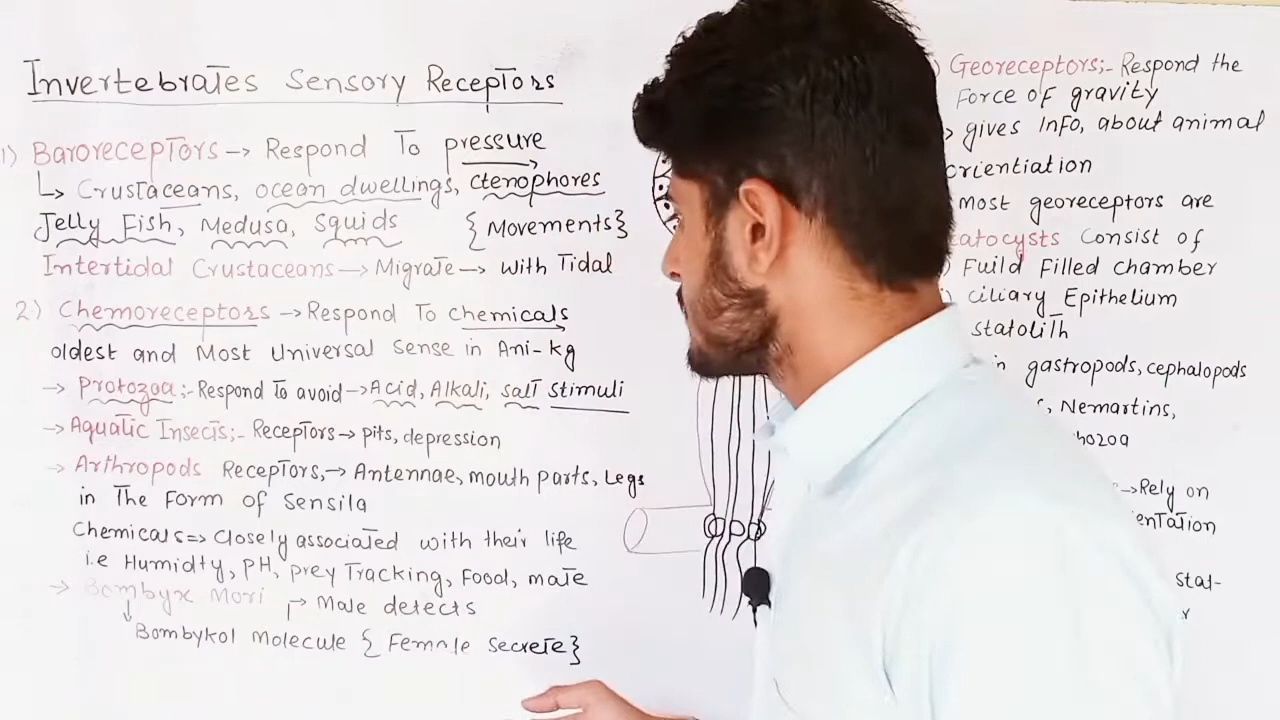 Invertebrates Sensory Receptors
1) Baroreceptors → Respond To pressure
↳ Crustaceans, ocean dwellings, ctenophores
Jelly Fish, Medusa, Squids {Movements}
Intertidal Crustaceans → Migrate → with Tidal
2) Chemoreceptors → Respond To chemicals
oldest and Most Universal Sense in Ani-kg
→ Protozoa:- Respond To avoid → Acid, Alkali, salt stimuli
→ Aquatic Insects;- Receptors → pits, depression
→ Arthropods Receptors, → Antennae, mouth parts, Legs
in The Form of Sensila
Chemicals => Closely associated with their life
i.e Humidty, pH, prey Tracking, Food, mate
→ Bombyx Mori → Male detects
Bombykol Molecule { Female Secrete}
) Georeceptors;- Respond the
Force of gravity
> gives Info, about animal
orientiation
most georeceptors are
atocysts Consist of
) Fuild Filled chamber
) ciliary Epithelium
statolith
in gastropods, cephalopods
s, Nemartins,
hozoa
→ Rely on
entation
stat-
r